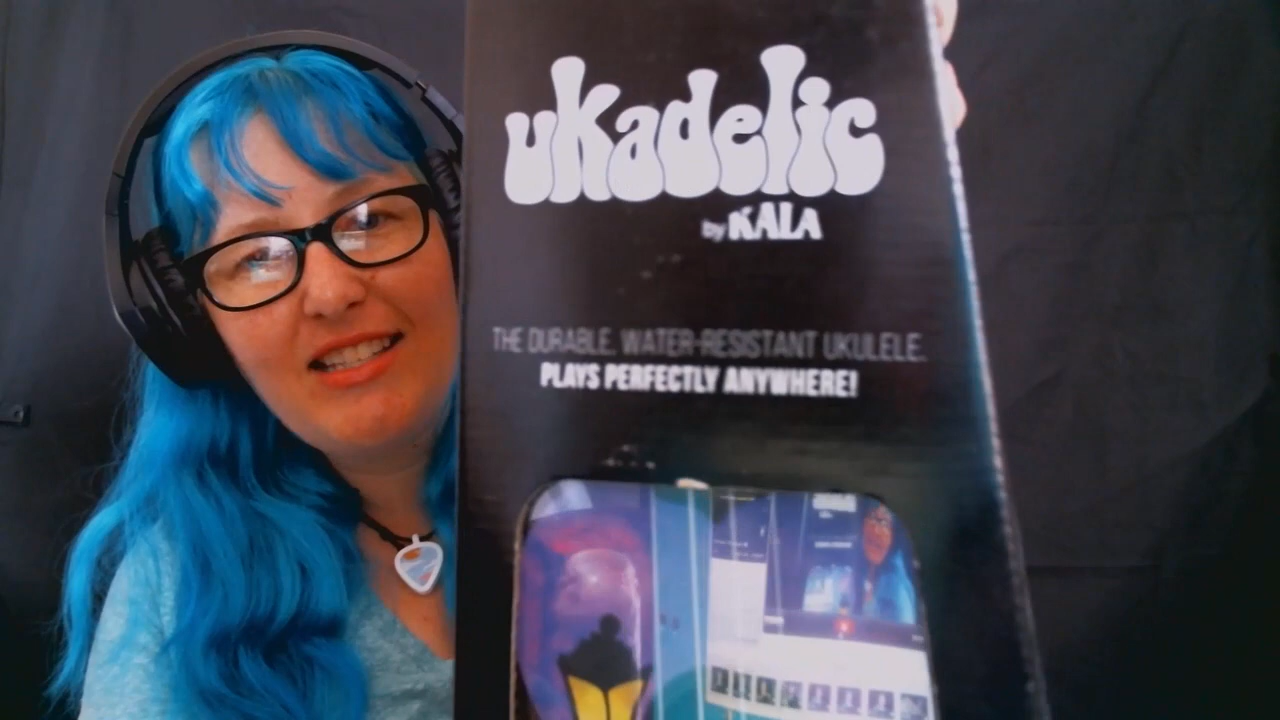 ukadelic
by KALA
THE DURABLE, WATER-RESISTANT UKULELE.
PLAYS PERFECTLY ANYWHERE!